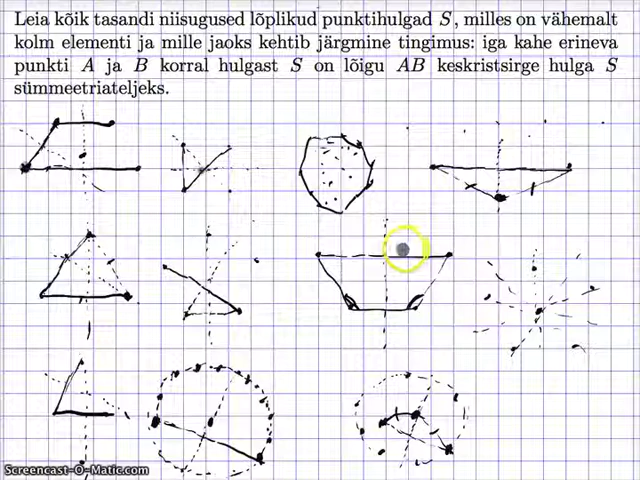 Leia kõik tasandi niisugused lõplikud punktihulgad S, milles on vähemalt
kolm elementi ja mille jaoks kehtib järgmine tingimus: iga kahe erineva
punkti A ja B korral hulgast S on lõigu AB keskristsirge hulga S
sümmeetriateljeks.
Screencast-O-Matic.com